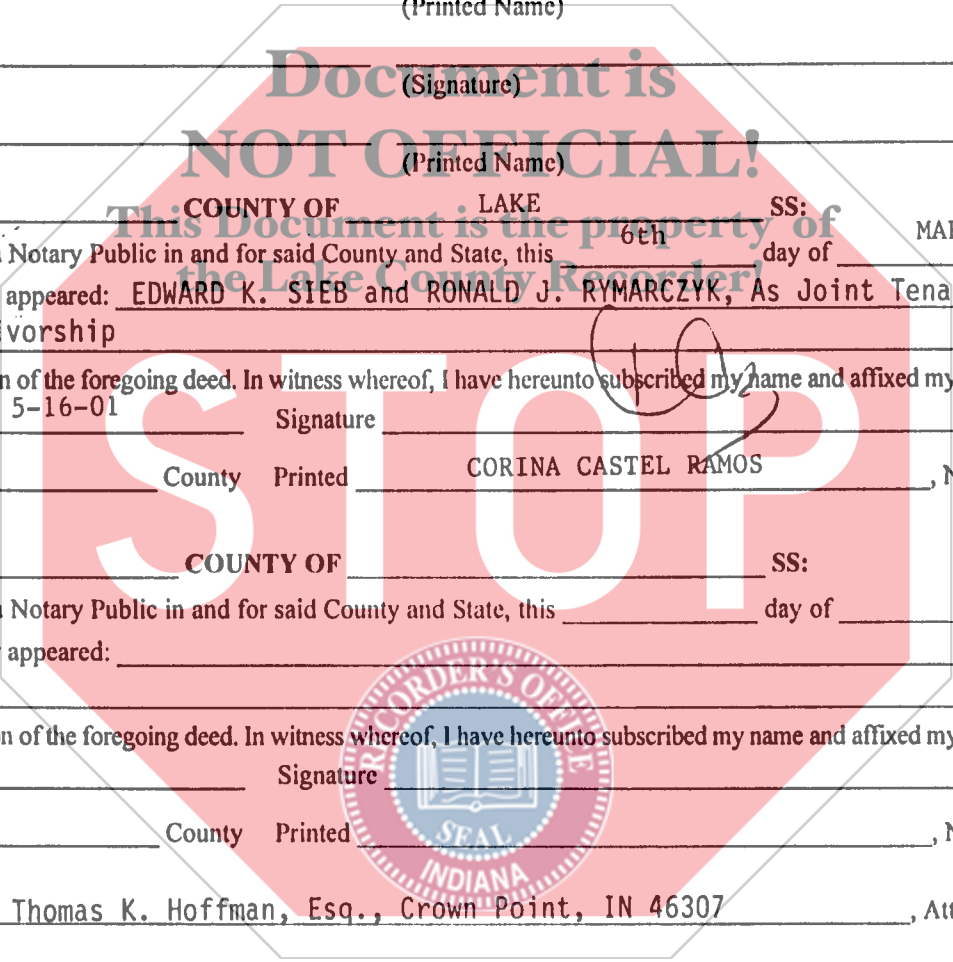 (Printed Name)
Document is
(Signature)
NOT OFFICIAL!
(Printed Name)
COUNTY OF LAKE SS:
This Document is the property of
Notary Public in and for said County and State, this 6th day of
the Lake County Recorder!
appeared: EDWARD K. SIEB and RONALD J. RYMARCZYK, As Joint
vorship
of the foregoing deed. In witness whereof, I have hereunto subscribed my name and affixed my
5-16-01
Signature
STOP
County Printed CORINA CASTEL RAMOS
COUNTY OF SS:
Notary Public in and for said County and State, this day of
appeared:
RECORDER'S OFFICE
of the foregoing deed. In witness whereof, I have hereunto subscribed my name and affixed my
Signature
County Printed
SEAL
INDIANA
Thomas K. Hoffman, Esq., Crown Point, IN 46307